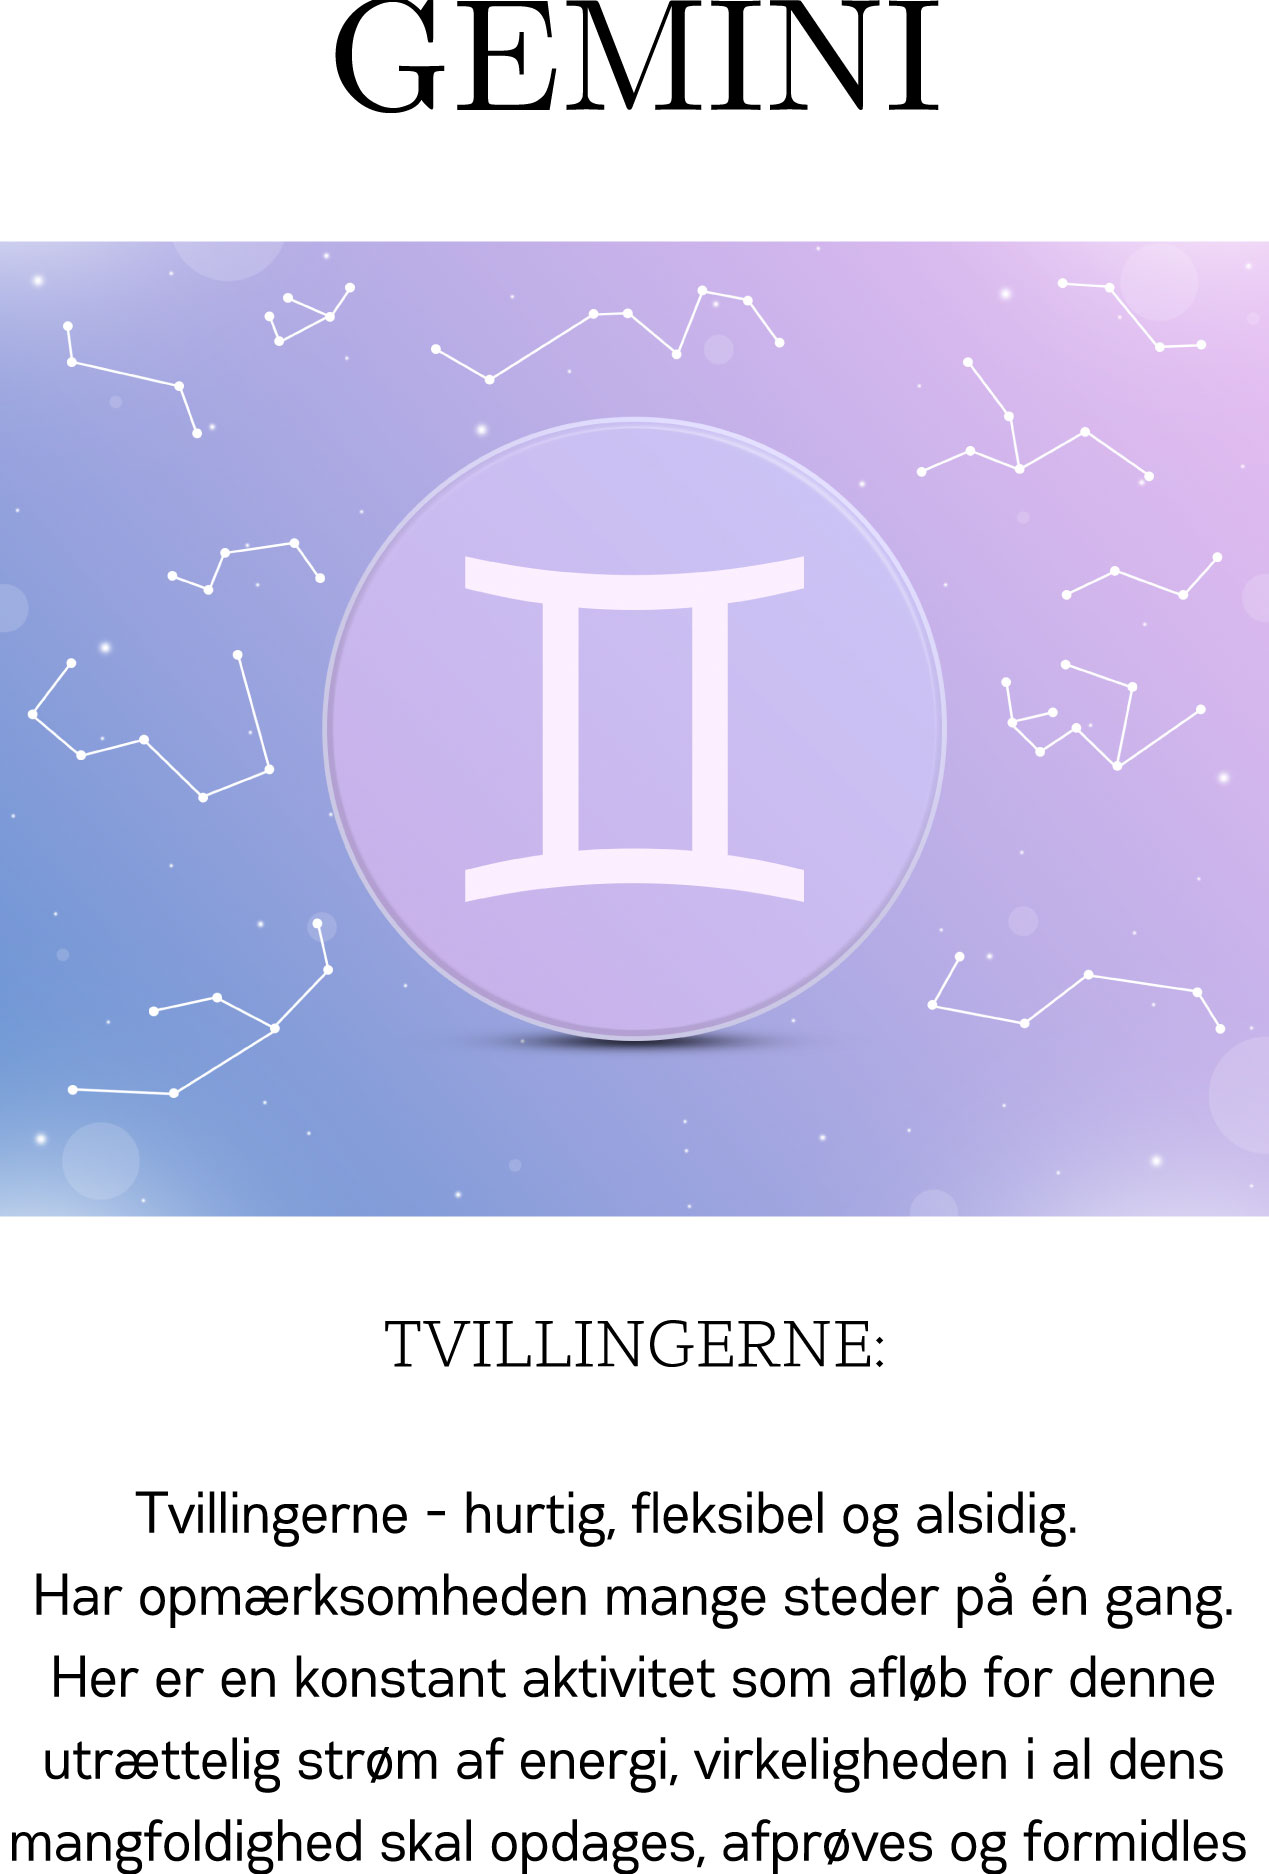 GEMINI
TVILLINGERNE:
Tvillingerne - hurtig, fleksibel og alsidig.
Har opmærksomheden mange steder på én gang.
Her er en konstant aktivitet som afløb for denne
utrættelig strøm af energi, virkeligheden i al dens
mangfoldighed skal opdages, afprøves og formidles